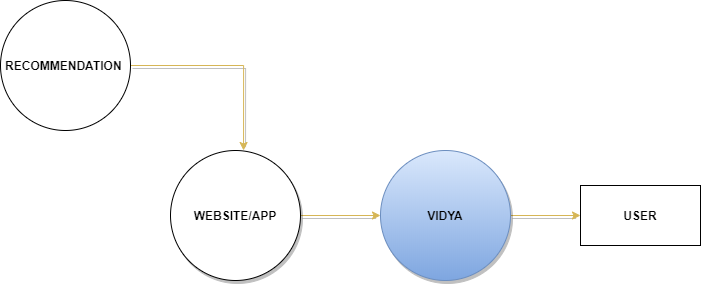 RECOMMENDATION
WEBSITE/APP
VIDYA
USER